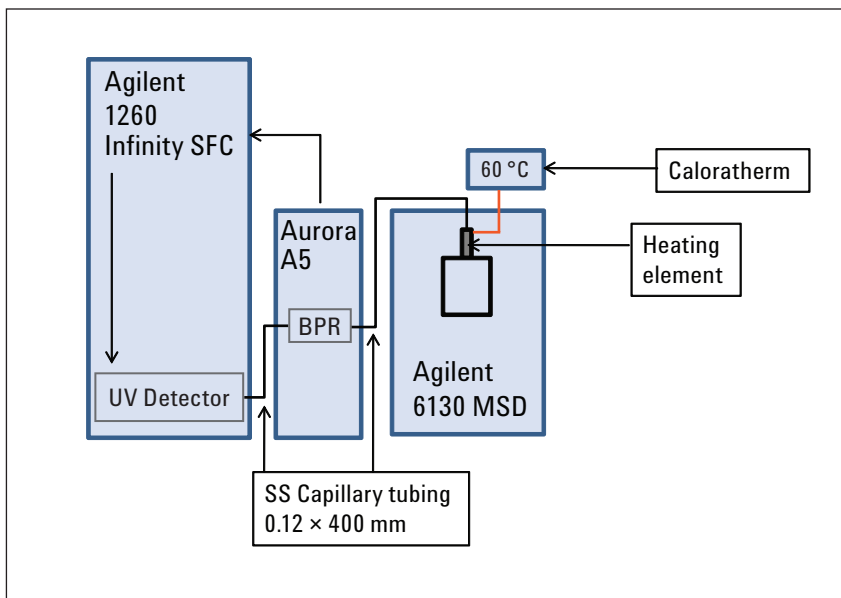 Agilent
1260
Infinity SFC
60 °C
Caloratherm
Aurora
A5
Heating
element
BPR
UV Detector
Agilent
6130 MSD
SS Capillary tubing
0.12 × 400 mm